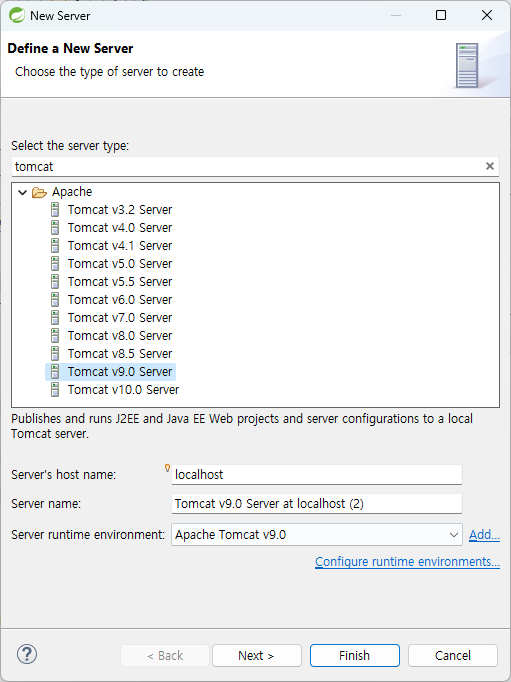 New Server
Define a New Server
Choose the type of server to create
Select the server type:
tomcat
Apache
Tomcat v3.2 Server
Tomcat v4.0 Server
Tomcat v4.1 Server
Tomcat v5.0 Server
Tomcat v5.5 Server
Tomcat v6.0 Server
Tomcat v7.0 Server
Tomcat v8.0 Server
Tomcat v8.5 Server
Tomcat v9.0 Server
Tomcat v10.0 Server
Publishes and runs J2EE and Java EE Web projects and server configurations to a local
Tomcat server.
Server's host name: localhost
Server name: Tomcat v9.0 Server at localhost (2)
Server runtime environment: Apache Tomcat v9.0 Add...
Configure runtime environments...
? < Back Next > Finish Cancel